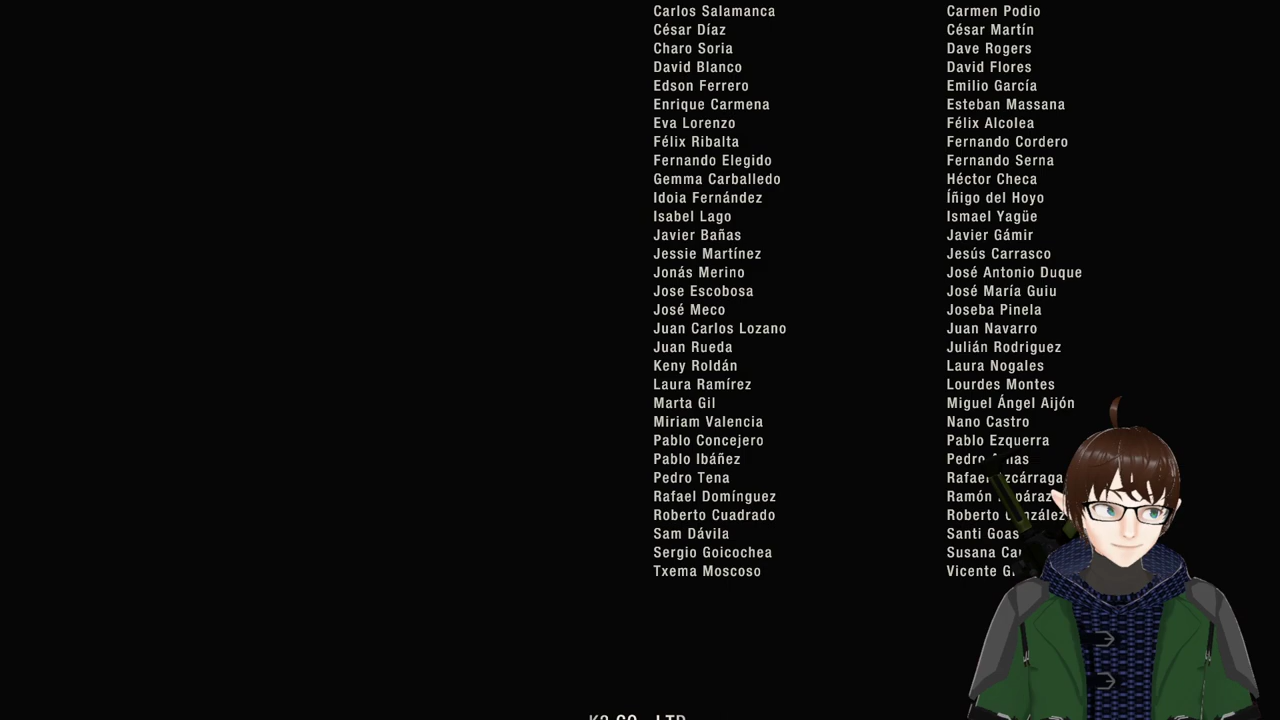 Carlos Salamanca Carmen Podio
César Díaz César Martín
Charo Soria Dave Rogers
David Blanco David Flores
Edson Ferrero Emilio García
Enrique Carmena Esteban Massana
Eva Lorenzo Félix Alcolea
Félix Ribalta Fernando Cordero
Fernando Elegido Fernando Serna
Gemma Carballedo Héctor Checa
Idoia Fernández Íñigo del Hoyo
Isabel Lago Ismael Yagüe
Javier Bañas Javier Gámir
Jessie Martínez Jesús Carrasco
Jonás Merino José Antonio Duque
Jose Escobosa José María Guiu
José Meco Joseba Pinela
Juan Carlos Lozano Juan Navarro
Juan Rueda Julián Rodriguez
Keny Roldán Laura Nogales
Laura Ramírez Lourdes Montes
Marta Gil Miguel Ángel Aijón
Miriam Valencia Nano Castro
Pablo Concejero Pablo Ezquerra
Pablo Ibáñez Pedro
Pedro Tena Rafael
Rafael Domínguez Ramón
Roberto Cuadrado Roberto
Sam Dávila Santi
Sergio Goicochea Susana
Txema Moscoso Vicente